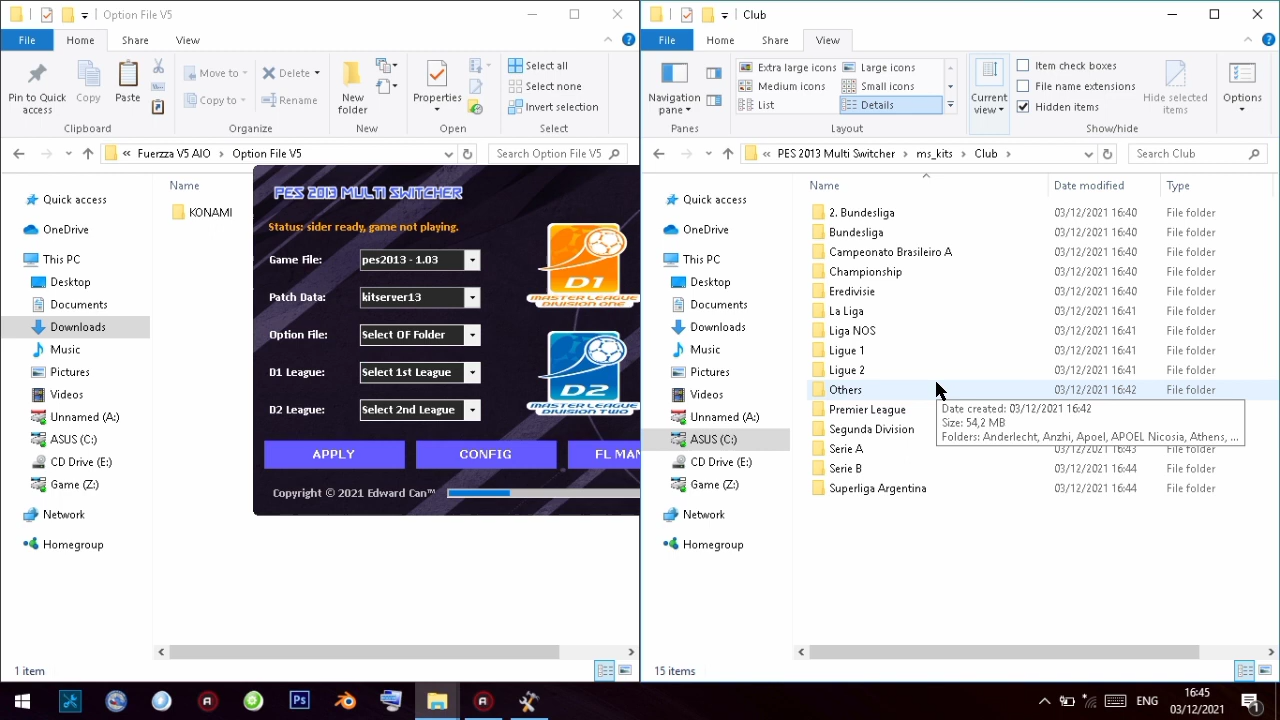 Option File V5
File
Home
Share
View
Pin to Quick access
Copy
Paste
Clipboard
Move to
Copy to
Delete
Rename
Organize
New folder
New
Properties
Open
Select all
Select none
Invert selection
Select
« Fuerzza V5 AIO > Option File V5
Search Option File V5
Quick access
OneDrive
This PC
Desktop
Documents
Downloads
Music
Pictures
Videos
Unnamed (A:)
ASUS (C:)
CD Drive (E:)
Game (Z:)
Network
Homegroup
Name
KONAMI
PES 2013 MULTI SWITCHER
Status: sider ready, game not playing.
Game File:
pes2013 - 1.03
Patch Data:
kitserver13
Option File:
Select OF Folder
D1 League:
Select 1st League
D2 League:
Select 2nd League
D1
MASTER LEAGUE
DIVISION ONE
D2
MASTER LEAGUE
DIVISION TWO
APPLY
CONFIG
FL MAN
Copyright © 2021 Edward Can™
1 item
Club
File
Home
Share
View
Navigation pane
Panes
Extra large icons
Large icons
Medium icons
Small icons
List
Details
Layout
Current view
Item check boxes
File name extensions
Hidden items
Hide selected items
Show/hide
Options
« PES 2013 Multi Switcher > ms_kits > Club >
Search Club
Quick access
OneDrive
This PC
Desktop
Documents
Downloads
Music
Pictures
Videos
Unnamed (A:)
ASUS (C:)
CD Drive (E:)
Game (Z:)
Network
Homegroup
Name Date modified Type
2. Bundesliga 03/12/2021 16:40 File folder
Bundesliga 03/12/2021 16:40 File folder
Campeonato Brasileiro A 03/12/2021 16:40 File folder
Championship 03/12/2021 16:40 File folder
Eredivisie 03/12/2021 16:40 File folder
La Liga 03/12/2021 16:41 File folder
Liga NOS 03/12/2021 16:41 File folder
Ligue 1 03/12/2021 16:41 File folder
Ligue 2 03/12/2021 16:41 File folder
Others 03/12/2021 16:42 File folder
Premier League
Segunda Division
Date created: 03/12/2021 16:42
Size: 54,2 MB
Folders: Anderlecht, Anzhi, Apoel, APOEL Nicosia, Athens, ...
Serie A 03/12/2021 16:43 File folder
Serie B 03/12/2021 16:44 File folder
Superliga Argentina 03/12/2021 16:44 File folder
15 items
Ps
ENG
16:45
03/12/2021
1